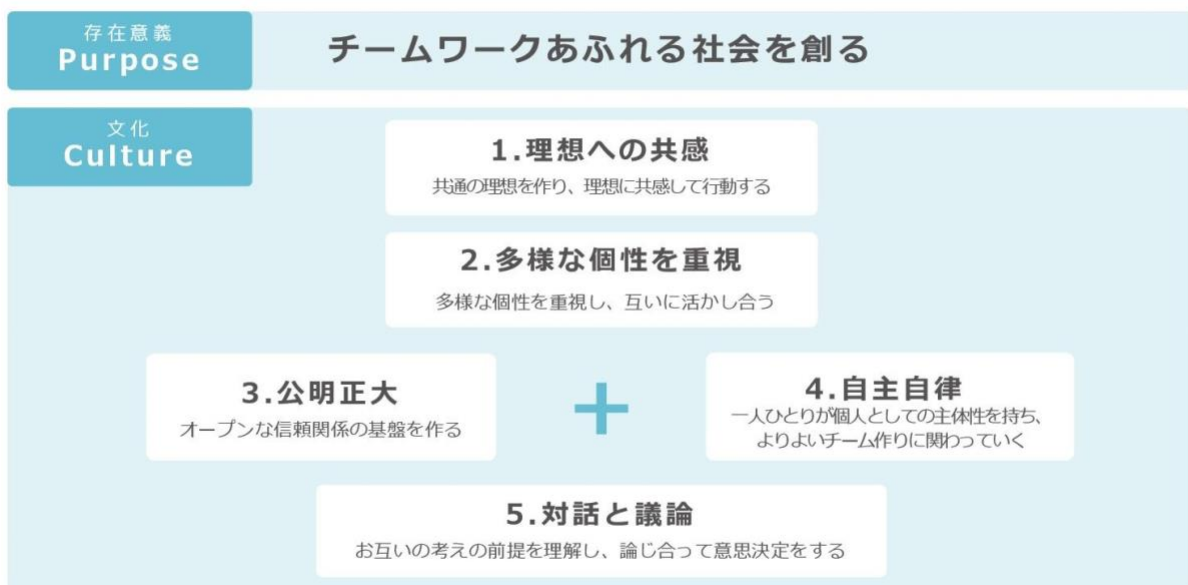 存在意義
Purpose
チームワークあふれる社会を創る
文化
Culture
1.理想への共感
共通の理想を作り、理想に共感して行動する
2.多様な個性を重視
多様な個性を重視し、互いに活かし合う
3.公明正大
オープンな信頼関係の基盤を作る
+
4.自主自律
一人ひとりが個人としての主体性を持ち、
よりよいチーム作りに関わっていく
5.対話と議論
お互いの考えの前提を理解し、論じ合って意思決定をする